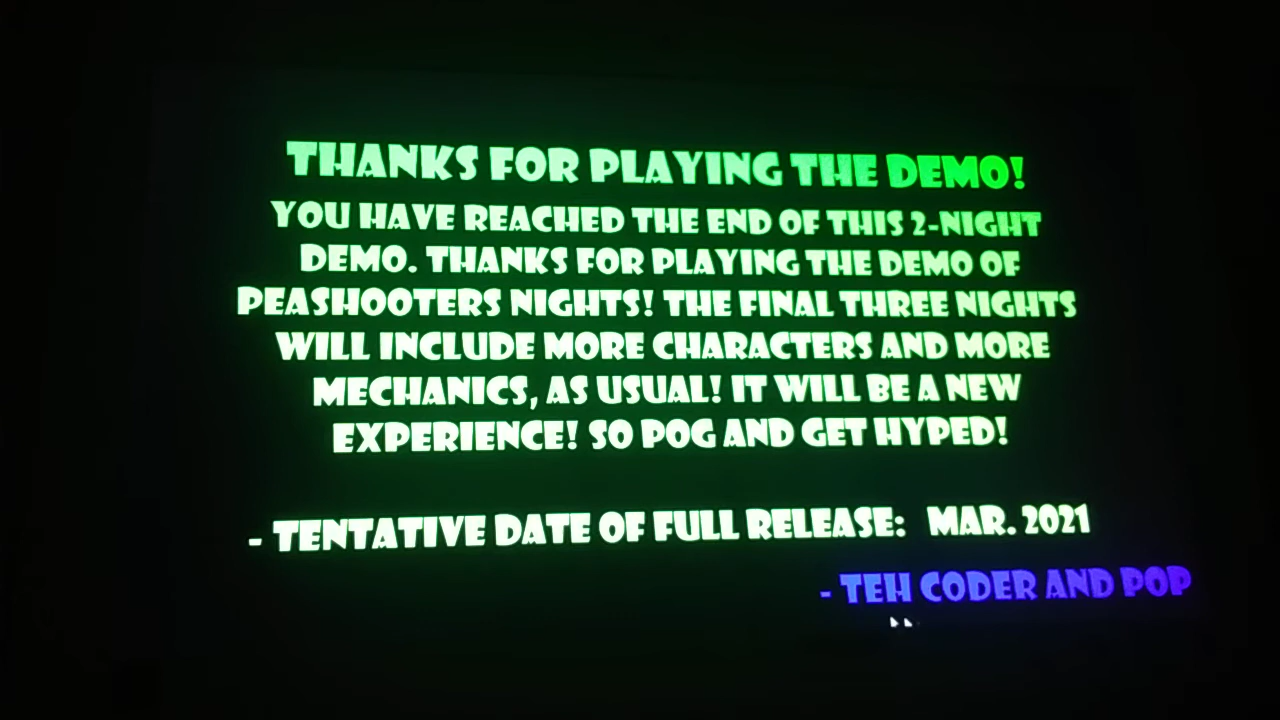 THANKS FOR PLAYING THE DEMO!
YOU HAVE REACHED THE END OF THIS 2-NIGHT
DEMO. THANKS FOR PLAYING THE DEMO OF
PEASHOOTERS NIGHTS! THE FINAL THREE NIGHTS
WILL INCLUDE MORE CHARACTERS AND MORE
MECHANICS, AS USUAL! IT WILL BE A NEW
EXPERIENCE! SO POG AND GET HYPED!
- TENTATIVE DATE OF FULL RELEASE: MAR. 2021
- TEH CODER AND POP